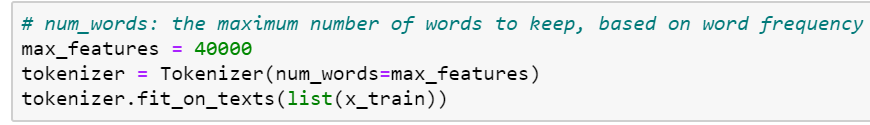 # num_words: the maximum number of words to keep, based on word frequency
max_features = 40000
tokenizer = Tokenizer(num_words=max_features)
tokenizer.fit_on_texts(list(x_train))